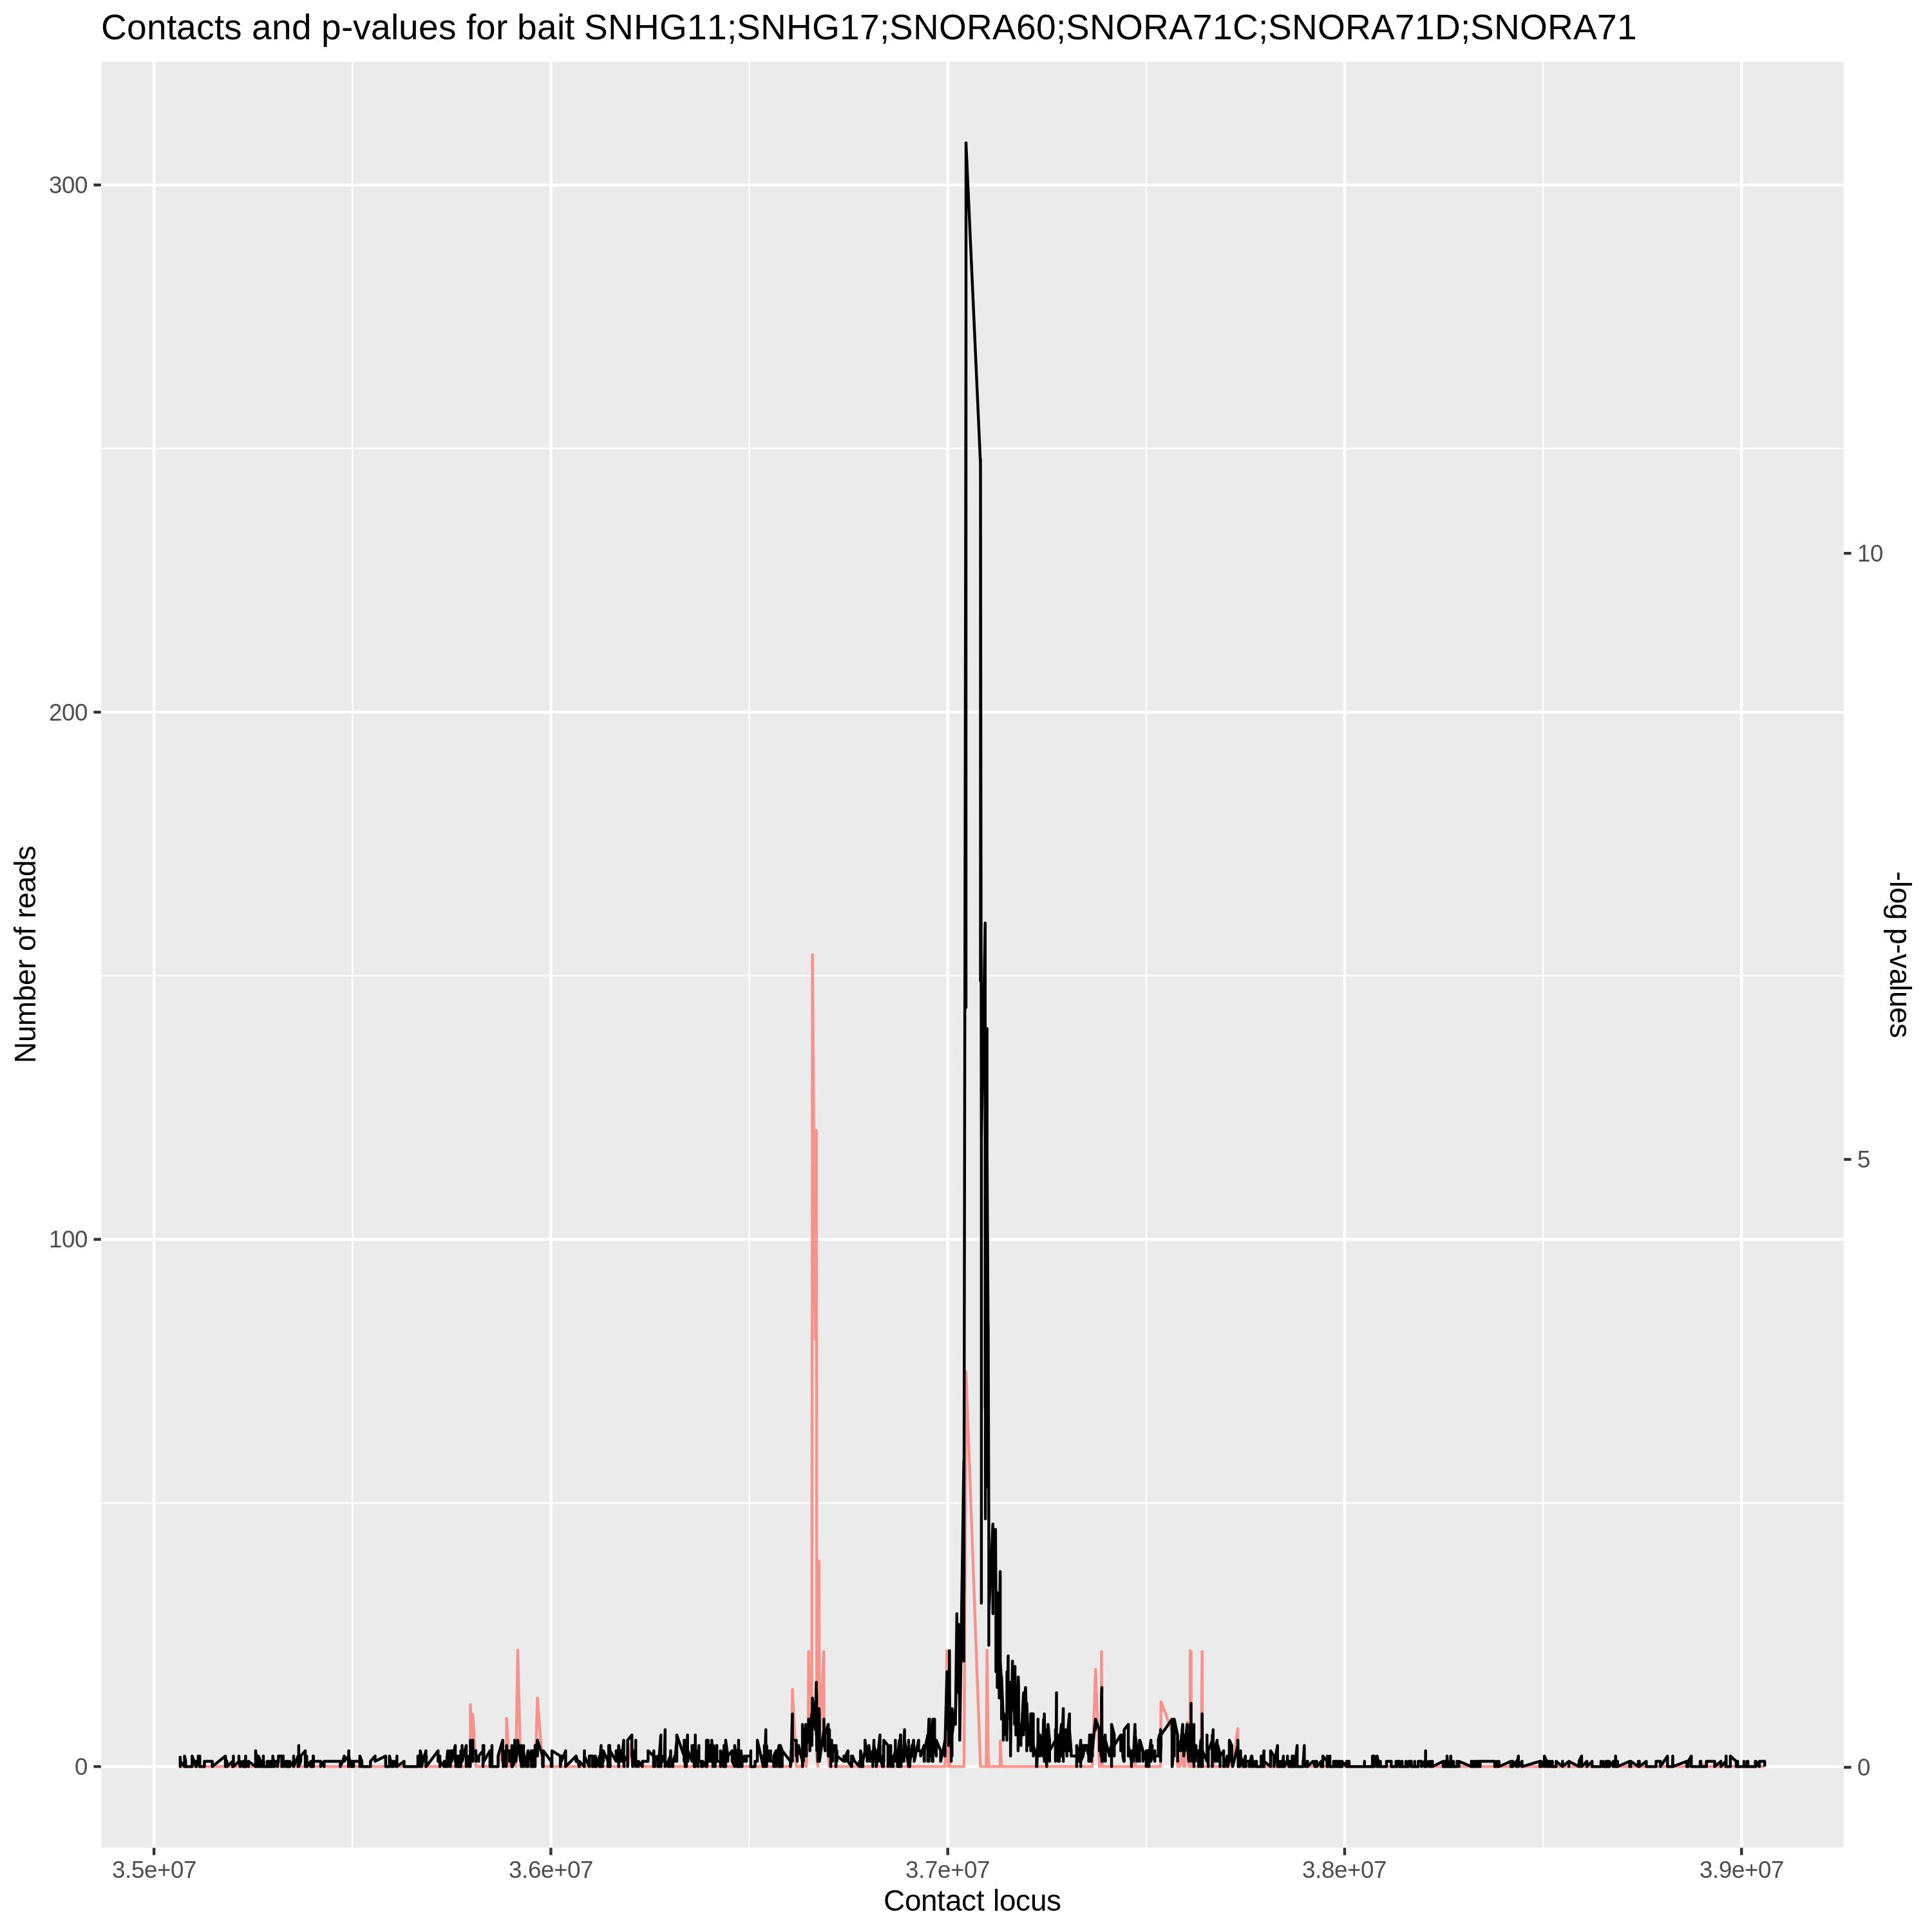 Contacts and p-values for bait SNHG11;SNHG17;SNORA60;SNORA71C;SNORA71D;SNORA71
300
200
100
0
Number of reads
10
5
0
-log p-values
3.5e+07 3.6e+07 3.7e+07 3.8e+07 3.9e+07
Contact locus